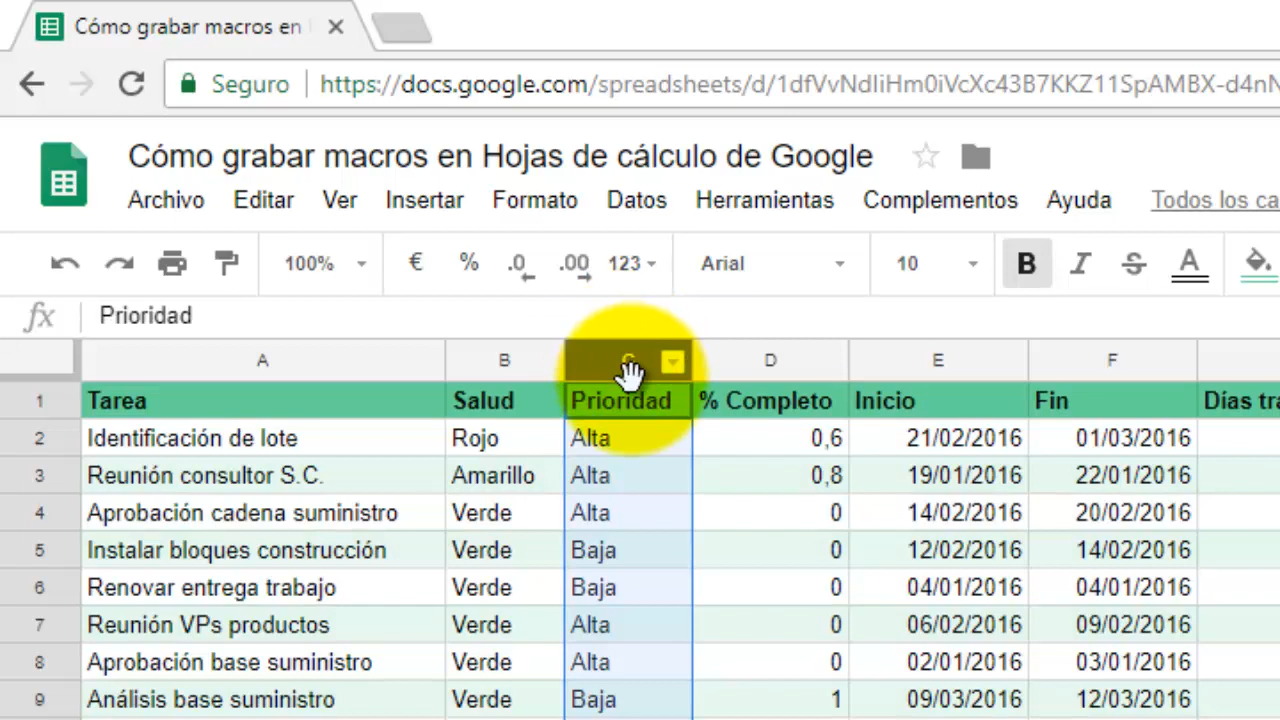 Cómo grabar macros en
Seguro https://docs.google.com/spreadsheets/d/1dfVvNdIiHm0iVcXc43B7KKZ11SpAMBX-d4nN
Cómo grabar macros en Hojas de cálculo de Google
Archivo Editar Ver Insertar Formato Datos Herramientas Complementos Ayuda Todos los ca
100% € % .0 .00 123 Arial 10 B I S A
fx Prioridad
A B C D E F
1 Tarea Salud Prioridad % Completo Inicio Fin Días tra
2 Identificación de lote Rojo Alta 0,6 21/02/2016 01/03/2016
3 Reunión consultor S.C. Amarillo Alta 0,8 19/01/2016 22/01/2016
4 Aprobación cadena suministro Verde Alta 0 14/02/2016 20/02/2016
5 Instalar bloques construcción Verde Baja 0 12/02/2016 14/02/2016
6 Renovar entrega trabajo Verde Baja 0 04/01/2016 04/01/2016
7 Reunión VPs productos Verde Alta 0 06/02/2016 09/02/2016
8 Aprobación base suministro Verde Alta 0 02/01/2016 03/01/2016
9 Análisis base suministro Verde Baja 1 09/03/2016 12/03/2016